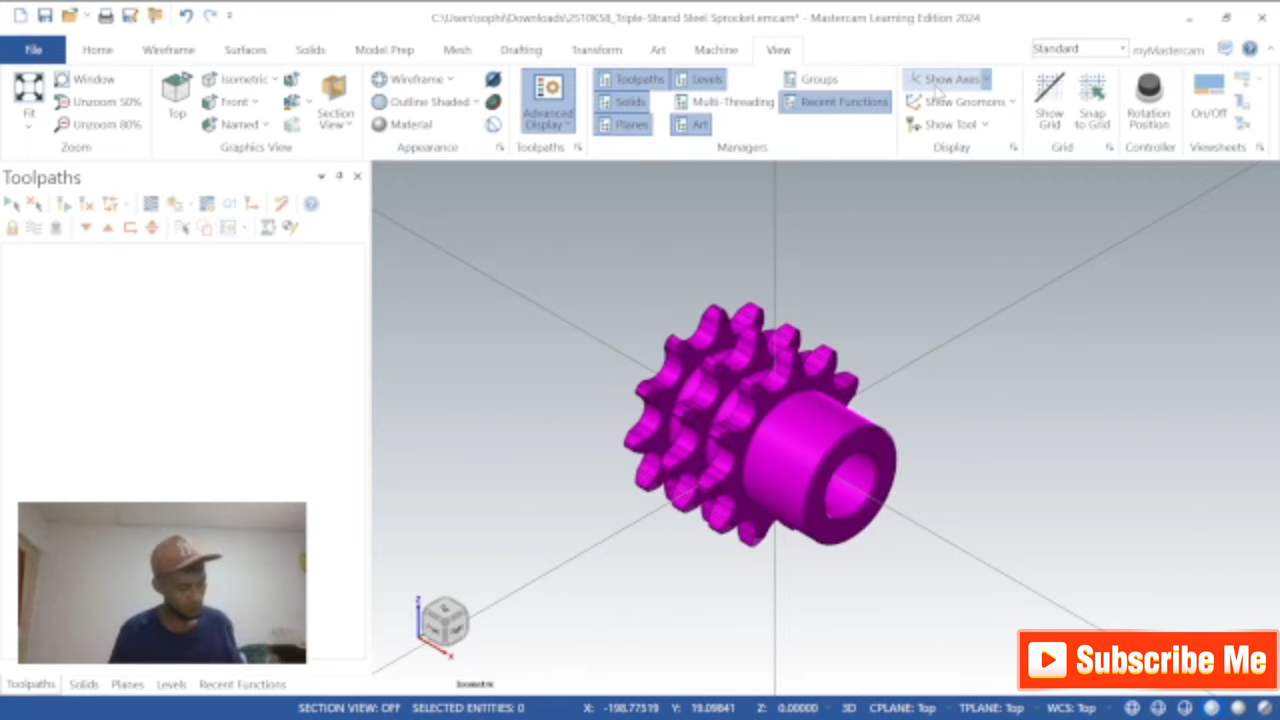 C:\Users\sophi\Downloads\2510K58_Triple-Strand Steel Sprocket.emcam* - Mastercam Learning Edition 2024
File Home Wireframe Surfaces Solids Model Prep Mesh Drafting Transform Art Machine View Standard myMastercam
Window Isometric Wireframe Toolpaths Levels Groups Show Axes
Unzoom 50% Front Outline Shaded Solids Multi-Threading Recent Functions Show Gnomons
Unzoom 80% Named Material Planes Art Show Tool
Fit Top Section View Advanced Display Show Grid Snap to Grid Rotation Position On/Off
Zoom Graphics View Appearance Toolpaths Managers Display Grid Controller Viewsheets
Toolpaths
G1
Z
X
Subscribe Me
Toolpaths Solids Planes Levels Recent Functions
Isometric
SECTION VIEW: OFF SELECTED ENTITIES: 0 X: -198.77519 Y: 19.09841 Z: 0.00000 3D CPLANE: Top TPLANE: Top WCS: Top